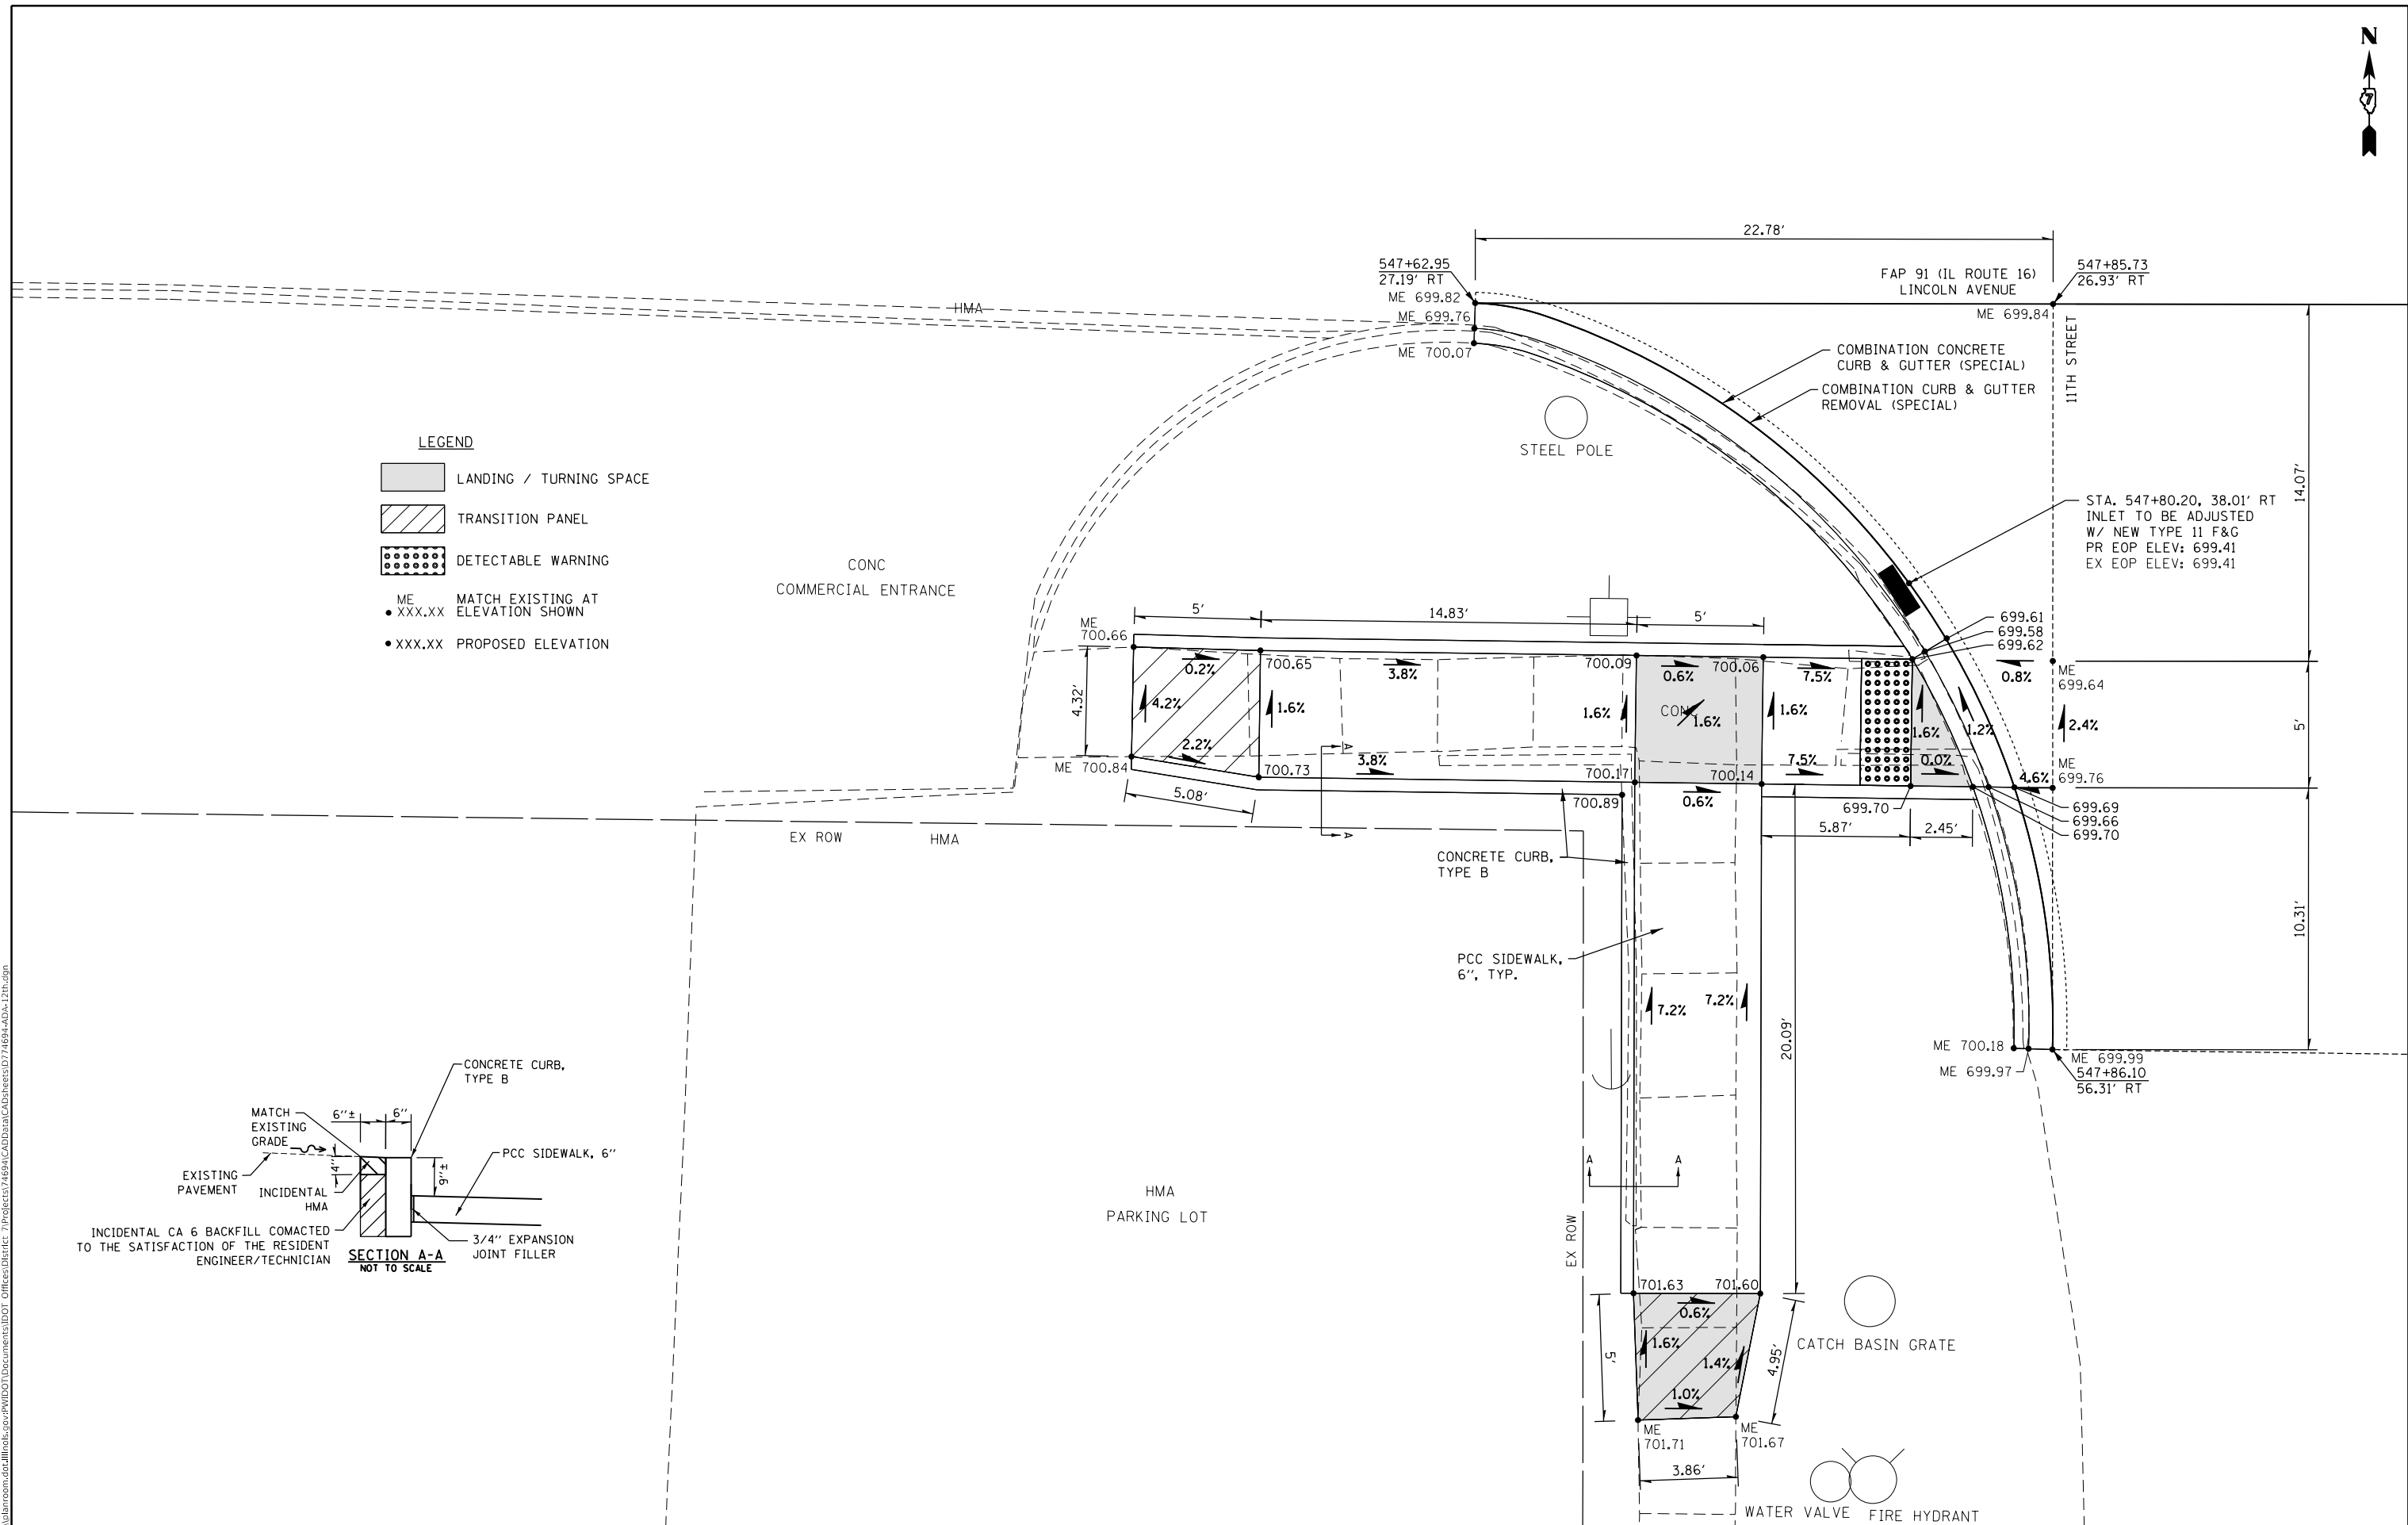 N
7
22.78'
547+62.95
27.19' RT
FAP 91 (IL ROUTE 16)
LINCOLN AVENUE
547+85.73
26.93' RT
ME 699.82
ME 699.76
ME 700.07
HMA
ME 699.84
11TH STREET
COMBINATION CONCRETE
CURB & GUTTER (SPECIAL)
COMBINATION CURB & GUTTER
REMOVAL (SPECIAL)
STEEL POLE
14.07'
LEGEND
LANDING / TURNING SPACE
TRANSITION PANEL
DETECTABLE WARNING
ME
XXX.XX
MATCH EXISTING AT
ELEVATION SHOWN
XXX.XX PROPOSED ELEVATION
CONC
COMMERCIAL ENTRANCE
STA. 547+80.20, 38.01' RT
INLET TO BE ADJUSTED
W/ NEW TYPE 11 F&G
PR EOP ELEV: 699.41
EX EOP ELEV: 699.41
5'
14.83'
5'
ME
700.66
700.65
700.09
700.06
699.61
699.58
699.62
0.2%
3.8%
0.6%
7.5%
0.8%
ME
699.64
4.32'
4.2%
1.6%
1.6%
CONC
1.6%
1.6%
1.6%
1.2%
2.4%
5'
2.2%
3.8%
7.5%
0.0%
4.6%
ME
699.76
ME 700.84
700.73
700.17
700.14
0.6%
5.08'
700.89
699.70
699.69
699.66
699.70
5.87'
2.45'
A
A
EX ROW
HMA
CONCRETE CURB,
TYPE B
PCC SIDEWALK,
6", TYP.
7.2%
7.2%
20.09'
10.31'
ME 700.18
ME 699.97
ME 699.99
547+86.10
56.31' RT
CONCRETE CURB,
TYPE B
MATCH
EXISTING
GRADE
6"±
6"
4"
9"±
PCC SIDEWALK, 6"
EXISTING
PAVEMENT
INCIDENTAL
HMA
INCIDENTAL CA 6 BACKFILL COMACTED
TO THE SATISFACTION OF THE RESIDENT
ENGINEER/TECHNICIAN
3/4" EXPANSION
JOINT FILLER
SECTION A-A
NOT TO SCALE
HMA
PARKING LOT
A
A
EX ROW
701.63
701.60
0.6%
1.6%
1.4%
1.0%
5'
4.95'
CATCH BASIN GRATE
ME
701.71
ME
701.67
3.86'
WATER VALVE
FIRE HYDRANT